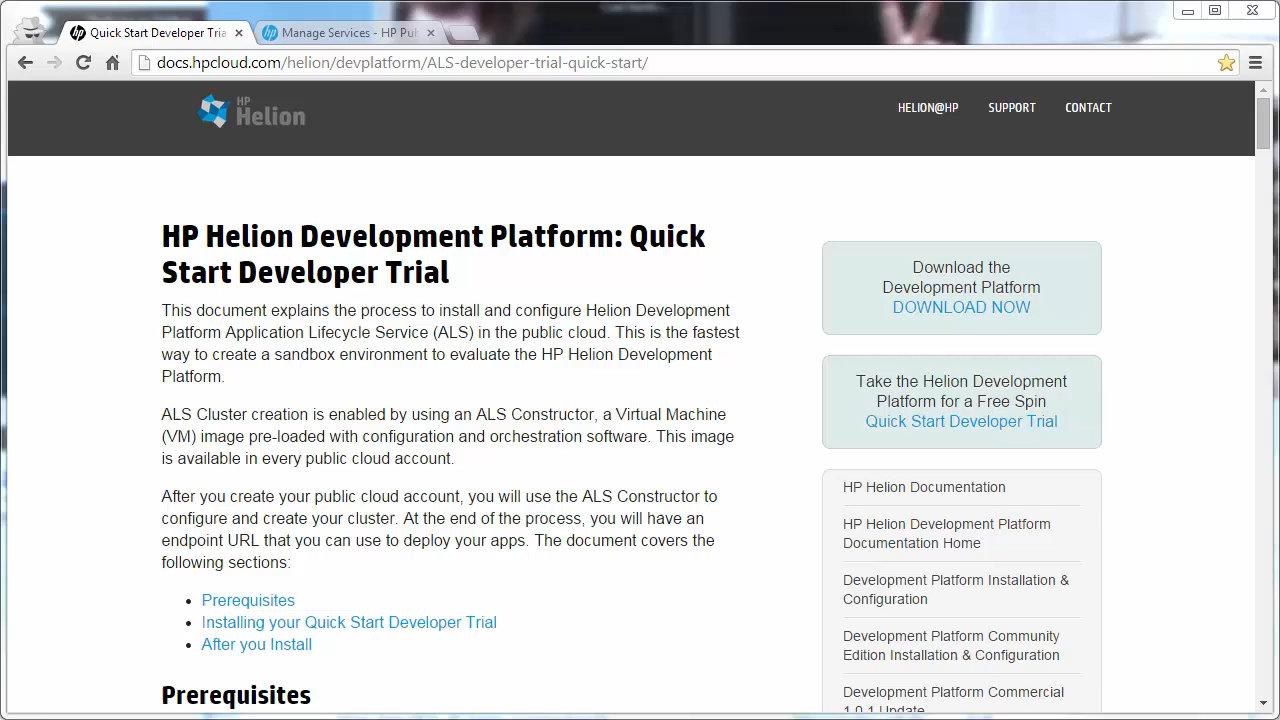 Quick Start Developer Tria
Manage Services - HP Pub
docs.hpcloud.com/helion/devplatform/ALS-developer-trial-quick-start/
HP
Helion
HELION@HP SUPPORT CONTACT
HP Helion Development Platform: Quick
Start Developer Trial
This document explains the process to install and configure Helion Development
Platform Application Lifecycle Service (ALS) in the public cloud. This is the fastest
way to create a sandbox environment to evaluate the HP Helion Development
Platform.
ALS Cluster creation is enabled by using an ALS Constructor, a Virtual Machine
(VM) image pre-loaded with configuration and orchestration software. This image
is available in every public cloud account.
After you create your public cloud account, you will use the ALS Constructor to
configure and create your cluster. At the end of the process, you will have an
endpoint URL that you can use to deploy your apps. The document covers the
following sections:
• Prerequisites
• Installing your Quick Start Developer Trial
• After you Install
Prerequisites
Download the
Development Platform
DOWNLOAD NOW
Take the Helion Development
Platform for a Free Spin
Quick Start Developer Trial
HP Helion Documentation
HP Helion Development Platform
Documentation Home
Development Platform Installation &
Configuration
Development Platform Community
Edition Installation & Configuration
Development Platform Commercial
1.0.1 Update